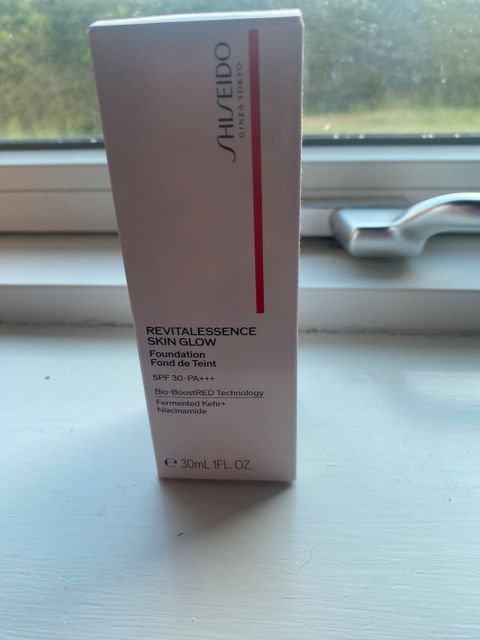 SHISEIDO
GINZA TOKYO
REVITALESSENCE
SKIN GLOW
Foundation
Fond de Teint
SPF 30·PA+++
Bio-BoostRED Technology
Fermented Kefir+
Niacinamide
℮ 30mL 1FL. OZ.